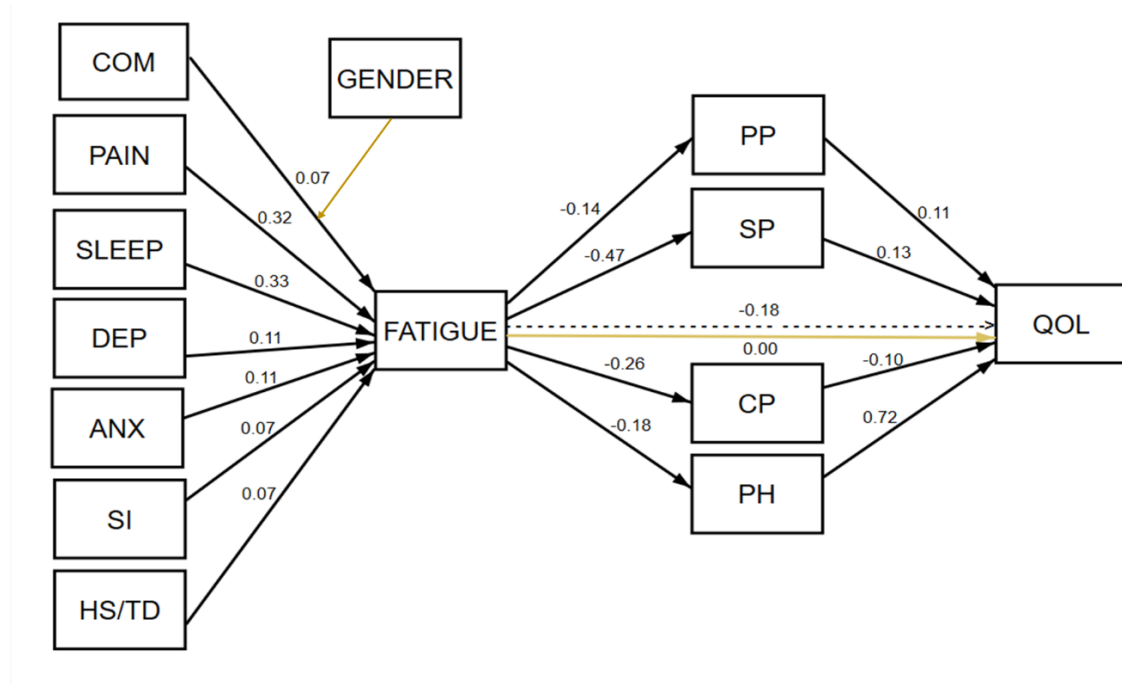 COM
GENDER
PAIN
SLEEP
DEP
ANX
SI
HS/TD
0.07
0.32
0.33
0.11
0.11
0.07
0.07
FATIGUE
-0.14
-0.47
-0.18
0.00
-0.26
-0.18
PP
SP
CP
PH
0.11
0.13
-0.10
0.72
QOL